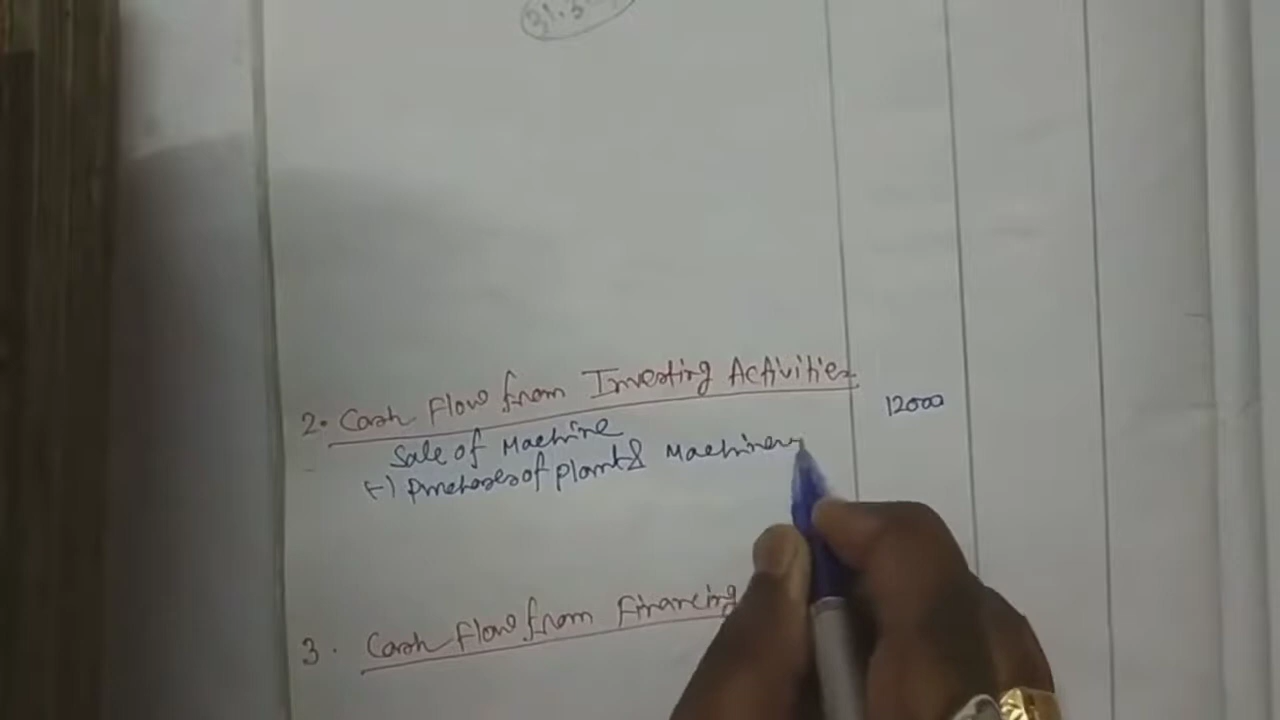 2. Cash Flow from Investing Activities
Sale of Machine 12000
(-) Purchases of plant & Machinery
3. Cash Flow from Financing